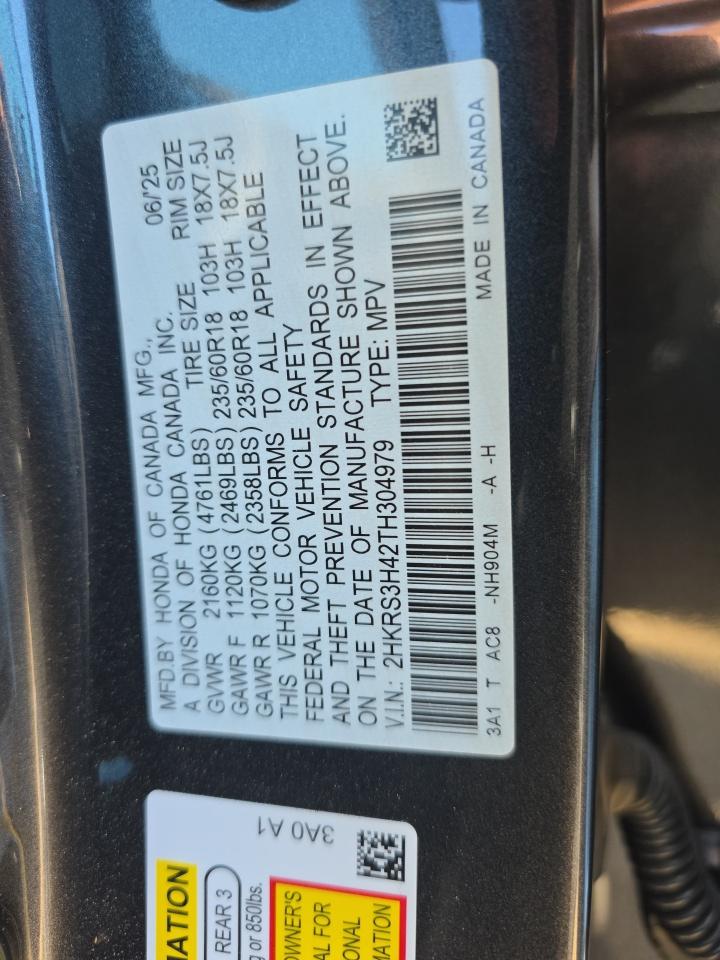 MFD.BY HONDA OF CANADA MFG., 06/'25
A DIVISION OF HONDA CANADA INC.
TIRE SIZE RIM SIZE
GVWR 2160KG (4761LBS)
GAWR F 1120KG (2469LBS) 235/60R18 103H 18X7.5J
GAWR R 1070KG (2358LBS) 235/60R18 103H 18X7.5J
THIS VEHICLE CONFORMS TO ALL APPLICABLE
FEDERAL MOTOR VEHICLE SAFETY
AND THEFT PREVENTION STANDARDS IN EFFECT
ON THE DATE OF MANUFACTURE SHOWN ABOVE.
V.I.N.: 2HKRS3H42TH304979 TYPE: MPV
3A1 T AC8 -NH904M -A -H MADE IN CANADA
3A0 A1
MATION
REAR 3
g or 850lbs.
OWNER'S
AL FOR
ONAL
MATION